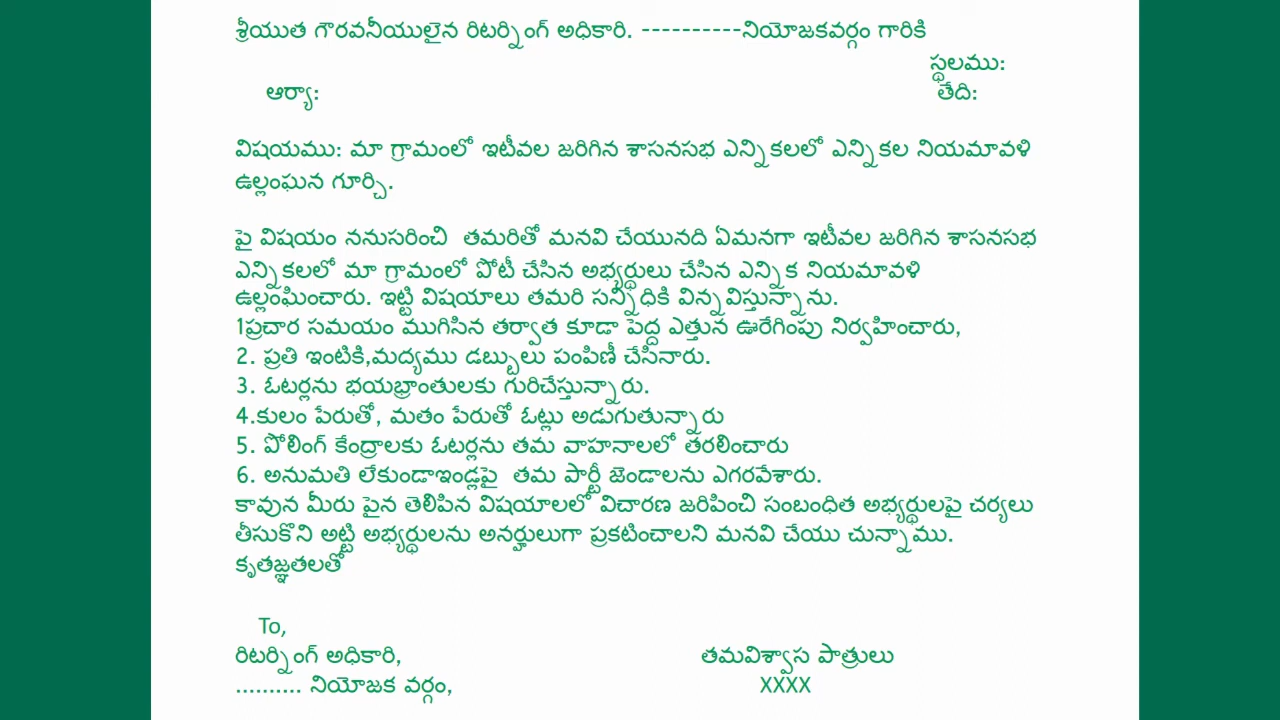 శ్రీయుత గౌరవనీయులైన రిటర్నింగ్ అధికారి. ----------నియోజకవర్గం గారికి
స్థలము:
ఆర్యా: తేది:
విషయము: మా గ్రామంలో ఇటీవల జరిగిన శాసనసభ ఎన్నికలలో ఎన్నికల నియమావళి
ఉల్లంఘన గూర్చి.
పై విషయం ననుసరించి తమరితో మనవి చేయునది ఏమనగా ఇటీవల జరిగిన శాసనసభ
ఎన్నికలలో మా గ్రామంలో పోటీ చేసిన అభ్యర్థులు చేసిన ఎన్నిక నియమావళి
ఉల్లంఘించారు. ఇట్టి విషయాలు తమరి సన్నిధికి విన్నవిస్తున్నాను.
1ప్రచార సమయం ముగిసిన తర్వాత కూడా పెద్ద ఎత్తున ఊరేగింపు నిర్వహించారు,
2. ప్రతి ఇంటికి,మద్యము డబ్బులు పంపిణీ చేసినారు.
3. ఓటర్లను భయభ్రాంతులకు గురిచేస్తున్నారు.
4.కులం పేరుతో, మతం పేరుతో ఓట్లు అడుగుతున్నారు
5. పోలింగ్ కేంద్రాలకు ఓటర్లను తమ వాహనాలలో తరలించారు
6. అనుమతి లేకుండాఇండ్లపై తమ పార్టీ జెండాలను ఎగరవేశారు.
కావున మీరు పైన తెలిపిన విషయాలలో విచారణ జరిపించి సంబంధిత అభ్యర్థులపై చర్యలు
తీసుకొని అట్టి అభ్యర్థులను అనర్హులుగా ప్రకటించాలని మనవి చేయు చున్నాము.
కృతజ్ఞతలతో
To,
రిటర్నింగ్ అధికారి, తమవిశ్వాస పాత్రులు
.......... నియోజక వర్గం, XXXX